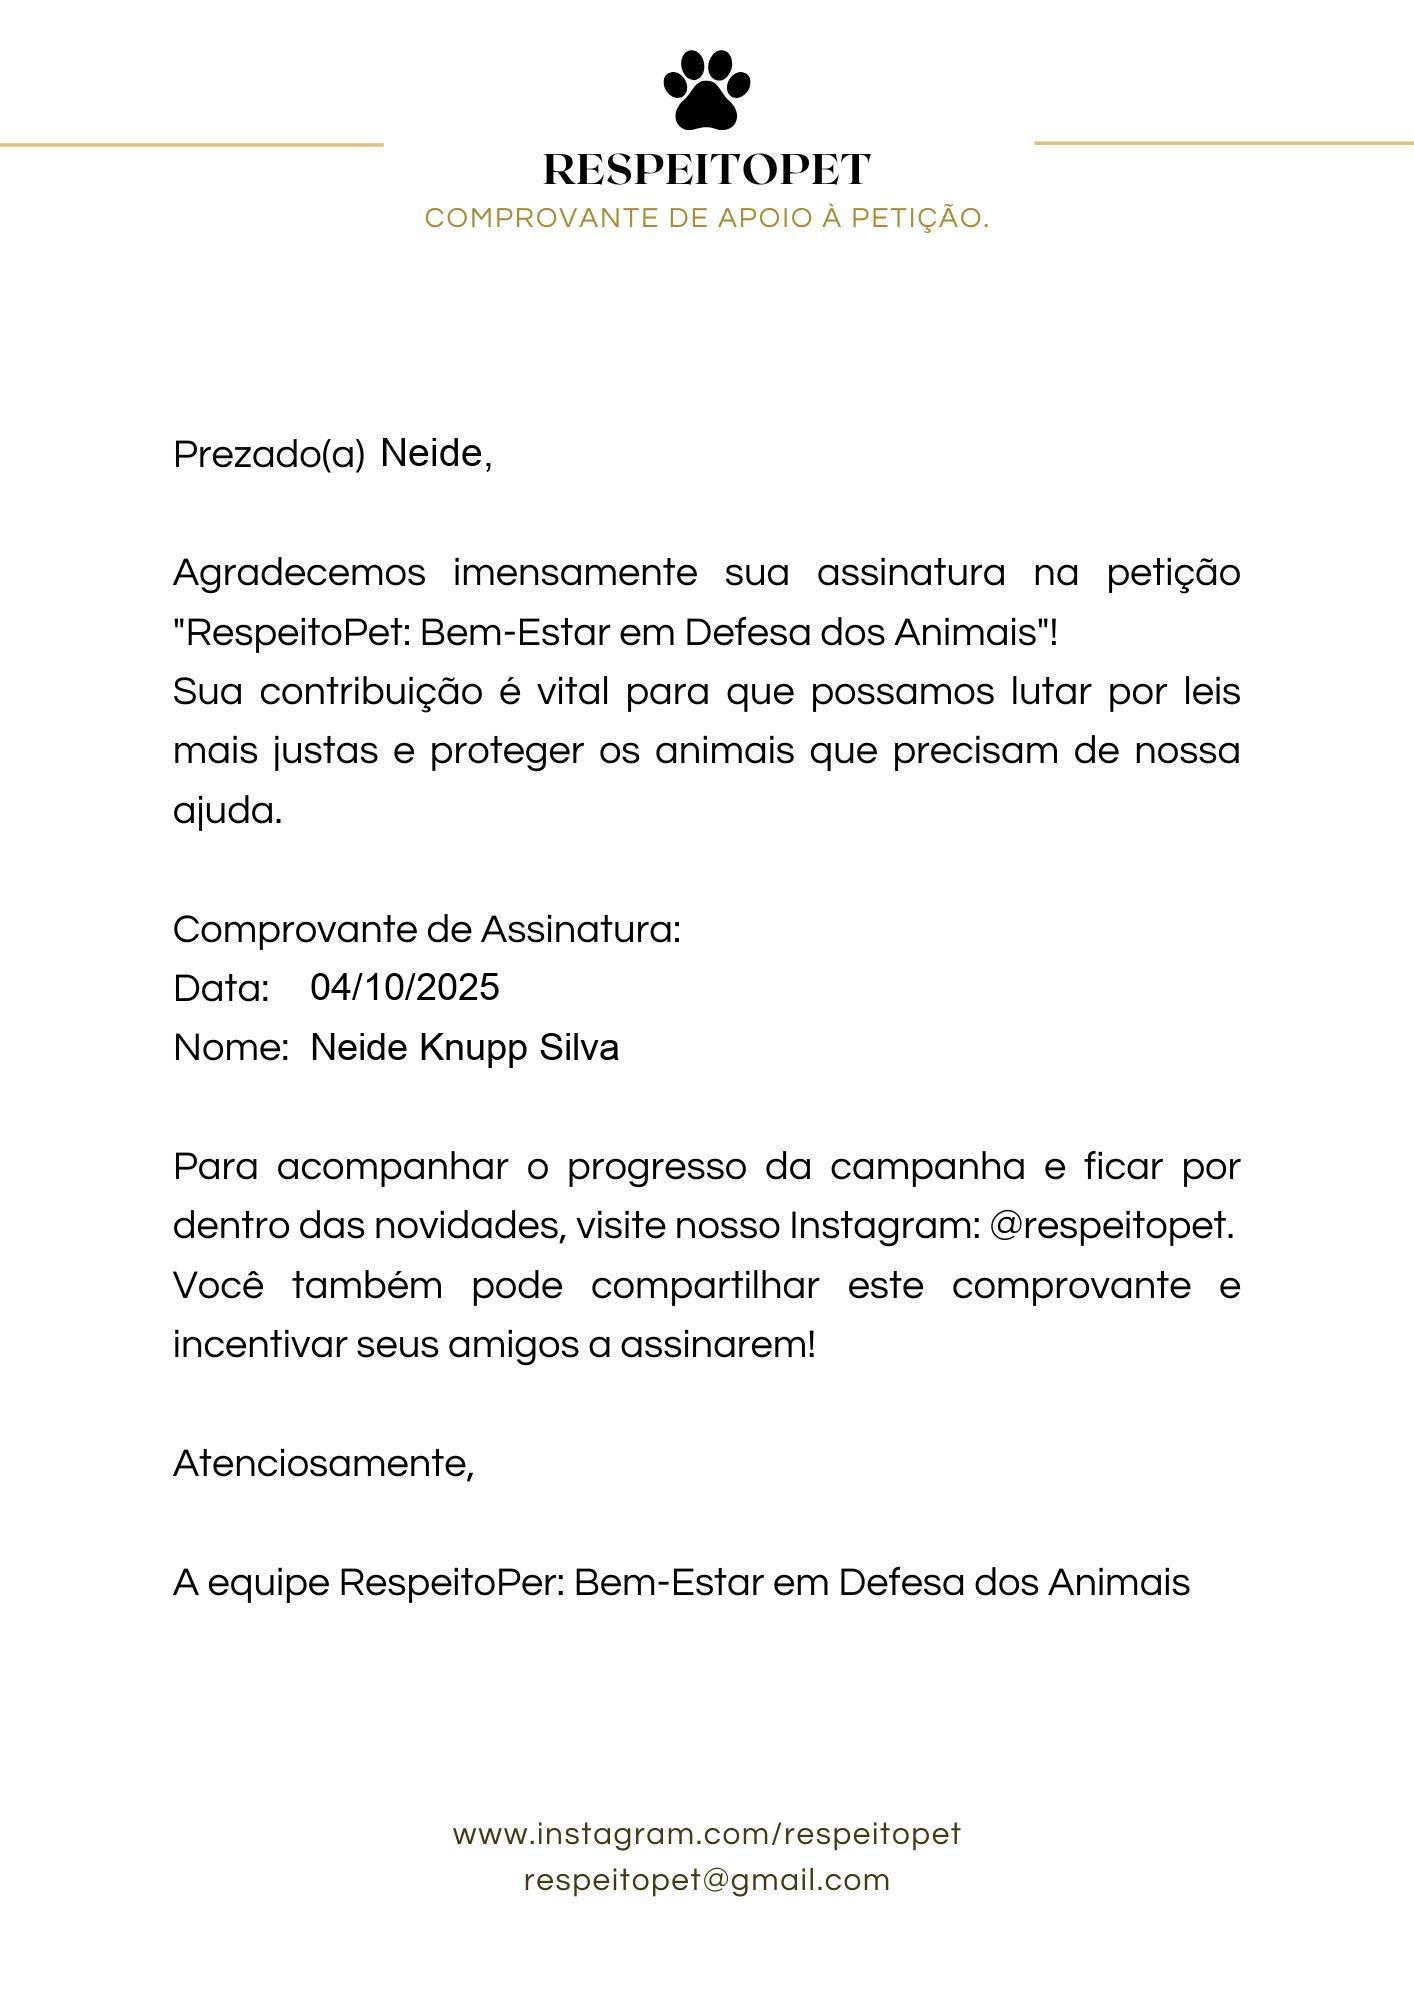 RESPEITOPET
COMPROVANTE DE APOIO À PETIÇÃO.
Prezado(a) Neide,
Agradecemos imensamente sua assinatura na petição
"RespeitoPet: Bem-Estar em Defesa dos Animais"!
Sua contribuição é vital para que possamos lutar por leis
mais justas e proteger os animais que precisam de nossa
ajuda.
Comprovante de Assinatura:
Data: 04/10/2025
Nome: Neide Knupp Silva
Para acompanhar o progresso da campanha e ficar por
dentro das novidades, visite nosso Instagram: @respeitopet.
Você também pode compartilhar este comprovante e
incentivar seus amigos a assinarem!
Atenciosamente,
A equipe RespeitoPer: Bem-Estar em Defesa dos Animais
www.instagram.com/respeitopet
respeitopet@gmail.com